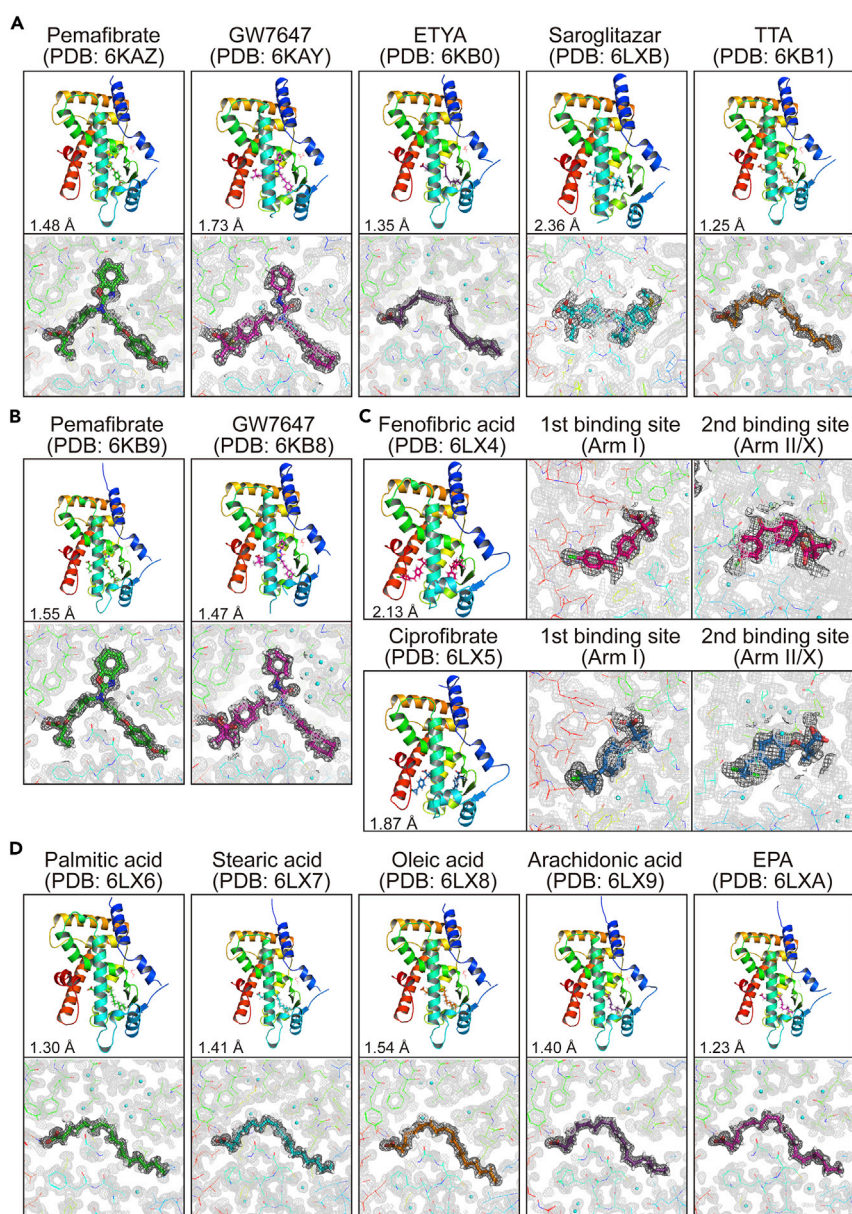 A
Pemafibrate
(PDB: 6KAZ)
GW7647
(PDB: 6KAY)
ETYA
(PDB: 6KB0)
Saroglitazar
(PDB: 6LXB)
TTA
(PDB: 6KB1)
1.48 Å
1.73 Å
1.35 Å
2.36 Å
1.25 Å
B
Pemafibrate
(PDB: 6KB9)
GW7647
(PDB: 6KB8)
1.55 Å
1.47 Å
C
Fenofibric acid
(PDB: 6LX4)
1st binding site
(Arm I)
2nd binding site
(Arm II/X)
2.13 Å
Ciprofibrate
(PDB: 6LX5)
1st binding site
(Arm I)
2nd binding site
(Arm II/X)
1.87 Å
D
Palmitic acid
(PDB: 6LX6)
Stearic acid
(PDB: 6LX7)
Oleic acid
(PDB: 6LX8)
Arachidonic acid
(PDB: 6LX9)
EPA
(PDB: 6LXA)
1.30 Å
1.41 Å
1.54 Å
1.40 Å
1.23 Å